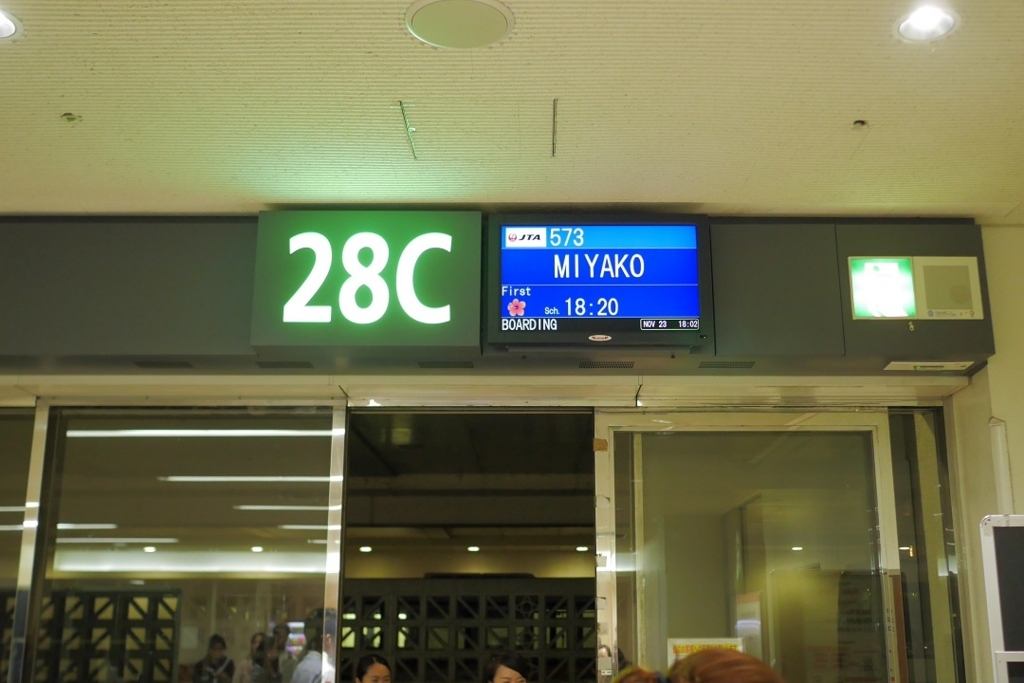 28C
JTA 573
MIYAKO
First
Sch. 18:20
BOARDING
NOV 23 18:02